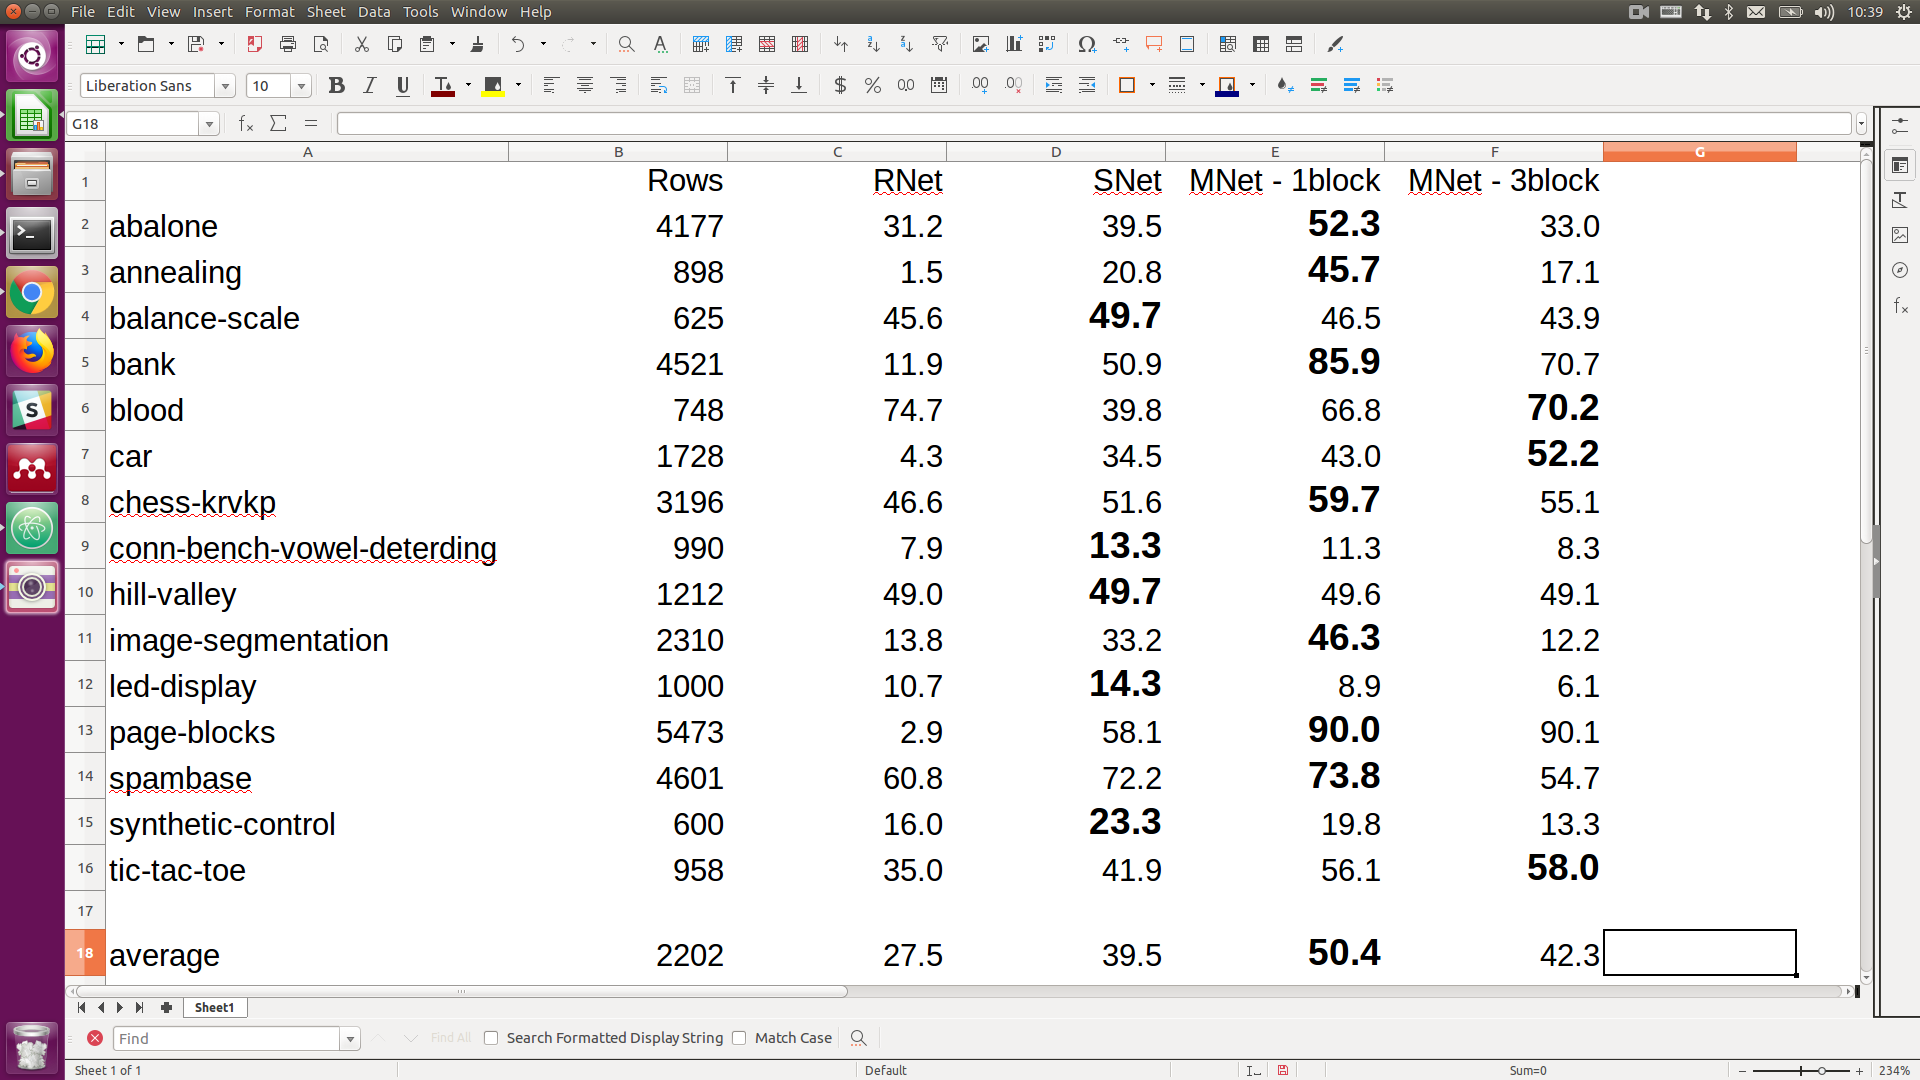 File Edit View Insert Format Sheet Data Tools Window Help 10:39
Liberation Sans 10
G18
A B C D E F G
1 Rows RNet SNet MNet - 1block MNet - 3block
2 abalone 4177 31.2 39.5 52.3 33.0
3 annealing 898 1.5 20.8 45.7 17.1
4 balance-scale 625 45.6 49.7 46.5 43.9
5 bank 4521 11.9 50.9 85.9 70.7
6 blood 748 74.7 39.8 66.8 70.2
7 car 1728 4.3 34.5 43.0 52.2
8 chess-krvkp 3196 46.6 51.6 59.7 55.1
9 conn-bench-vowel-deterding 990 7.9 13.3 11.3 8.3
10 hill-valley 1212 49.0 49.7 49.6 49.1
11 image-segmentation 2310 13.8 33.2 46.3 12.2
12 led-display 1000 10.7 14.3 8.9 6.1
13 page-blocks 5473 2.9 58.1 90.0 90.1
14 spambase 4601 60.8 72.2 73.8 54.7
15 synthetic-control 600 16.0 23.3 19.8 13.3
16 tic-tac-toe 958 35.0 41.9 56.1 58.0
17
18 average 2202 27.5 39.5 50.4 42.3
Sheet1
Find Find All Search Formatted Display String Match Case
Sheet 1 of 1 Default Sum=0 234%